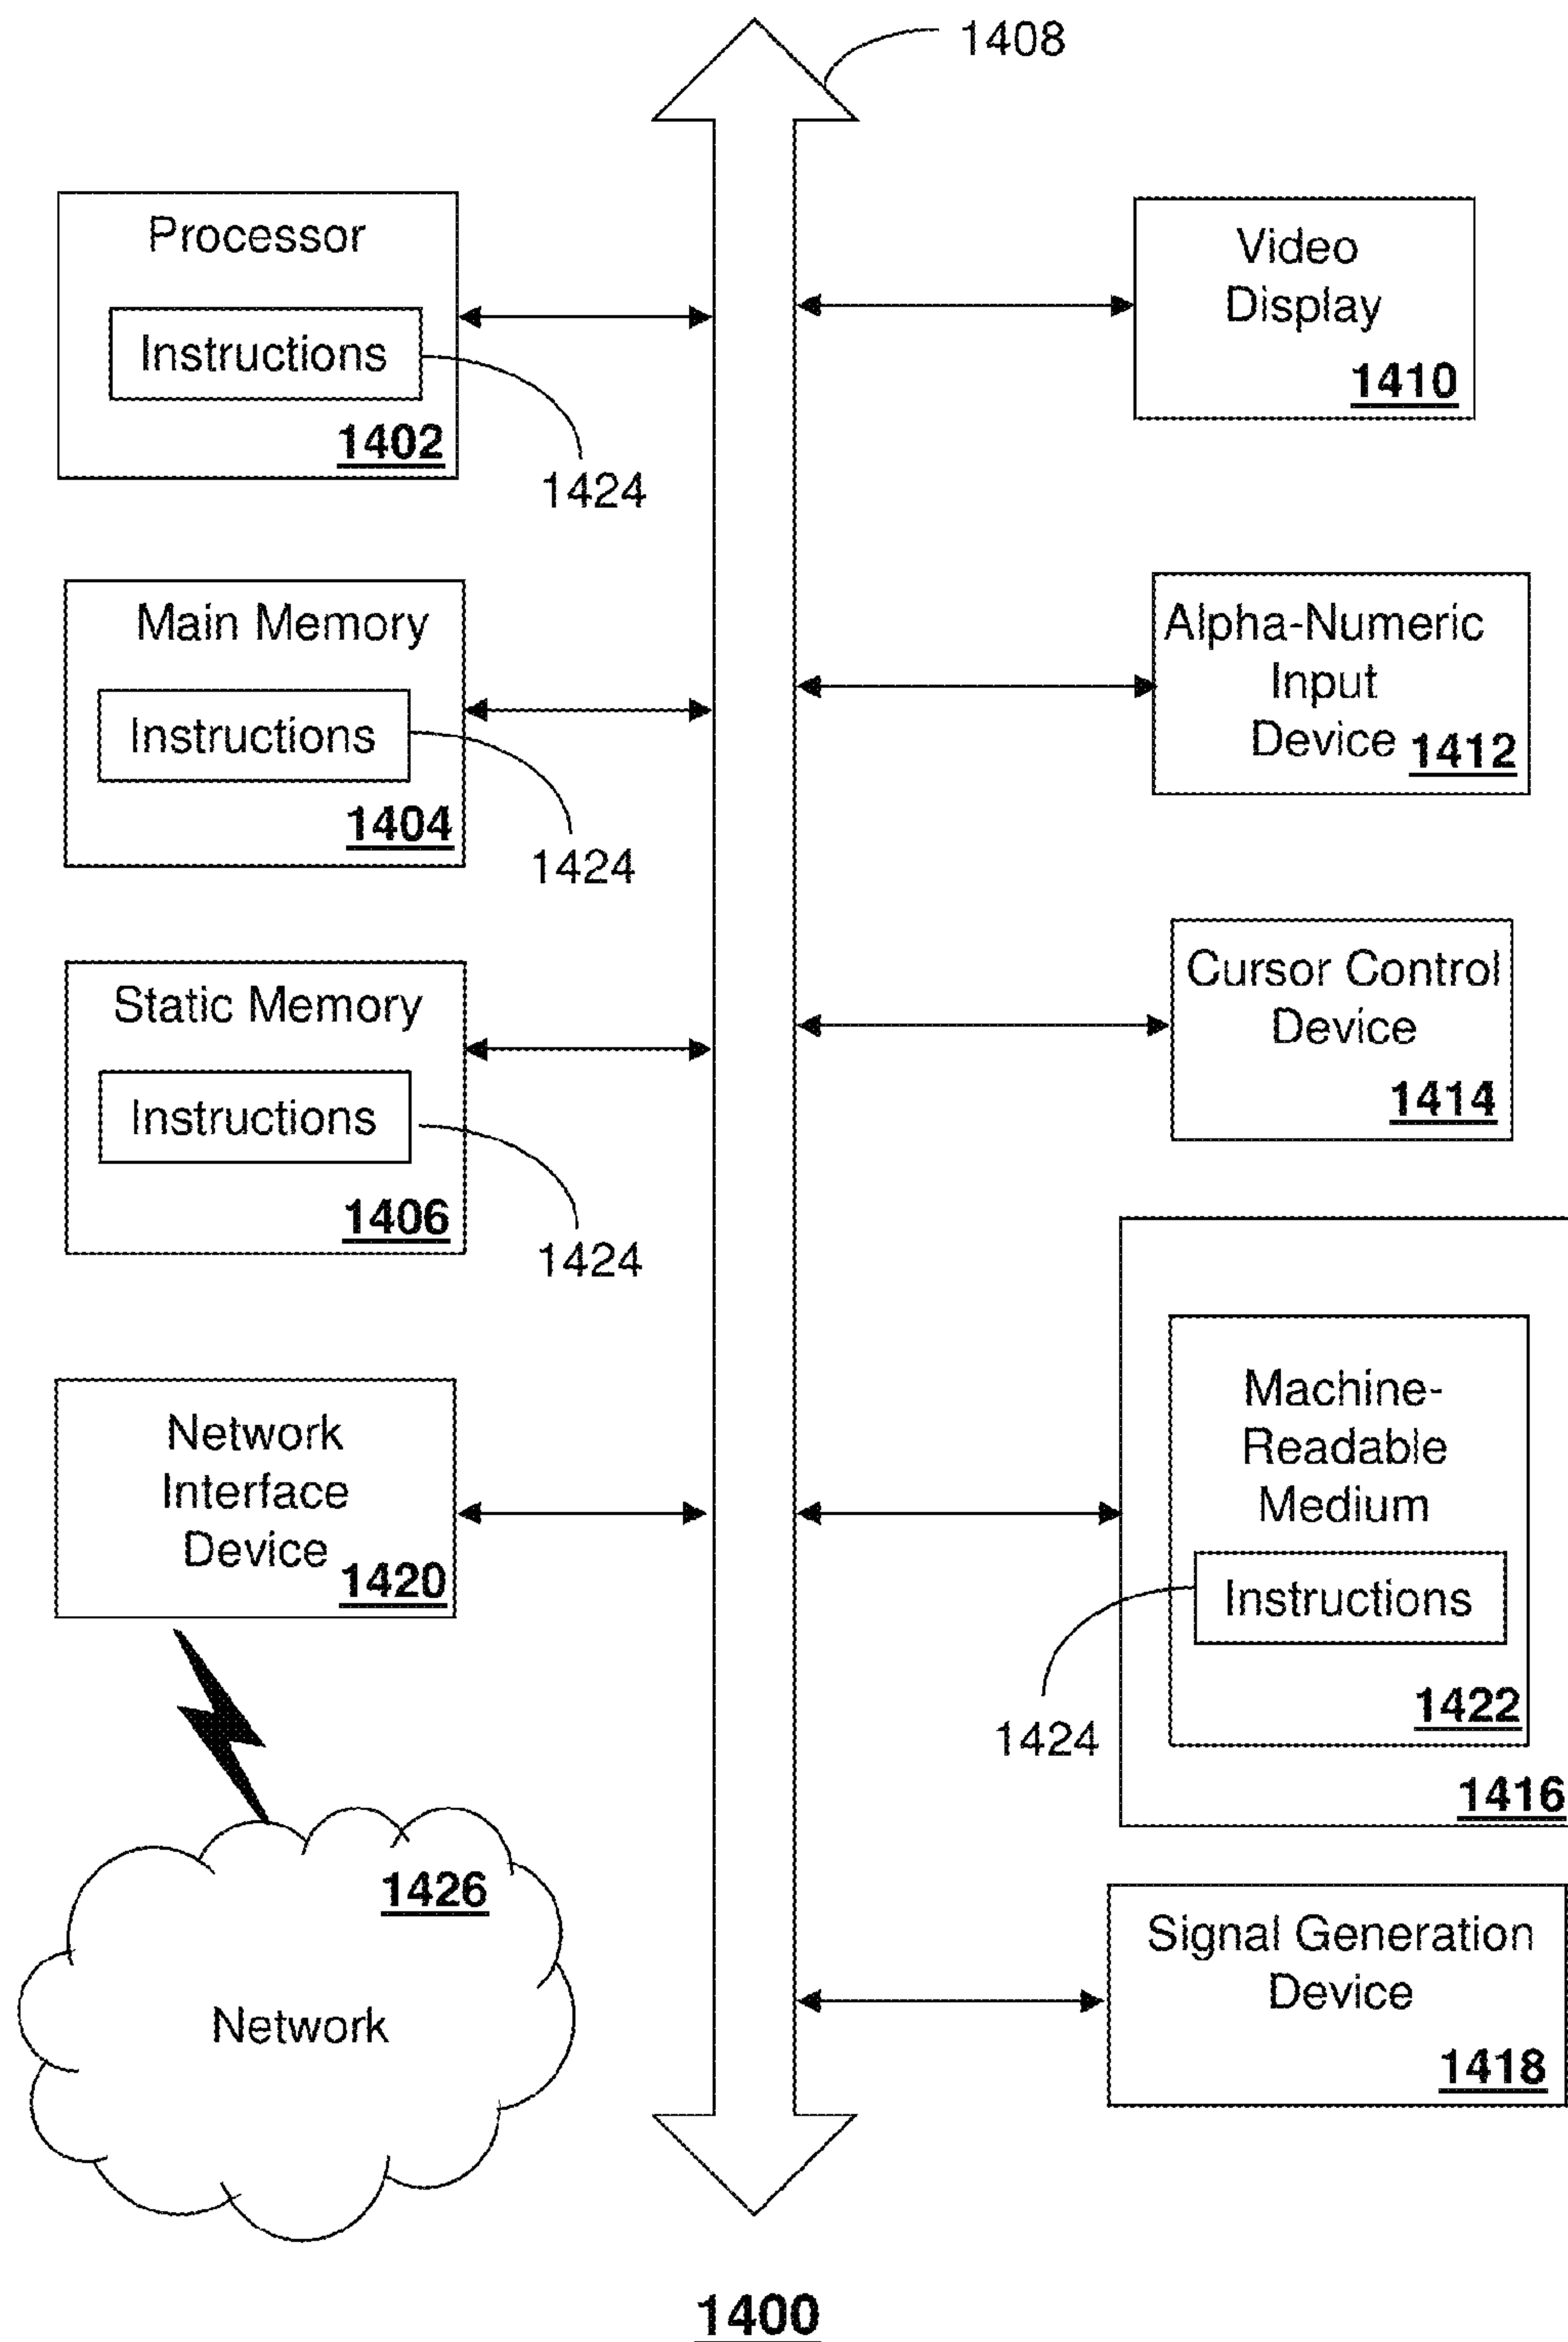 1408
Processor
Instructions
1402
1424
Main Memory
Instructions
1404
1424
Static Memory
Instructions
1406
1424
Network
Interface
Device
1420
1426
Network
Video
Display
1410
Alpha-Numeric
Input
Device 1412
Cursor Control
Device
1414
Machine-
Readable
Medium
Instructions
1424
1422
1416
Signal Generation
Device
1418
1400